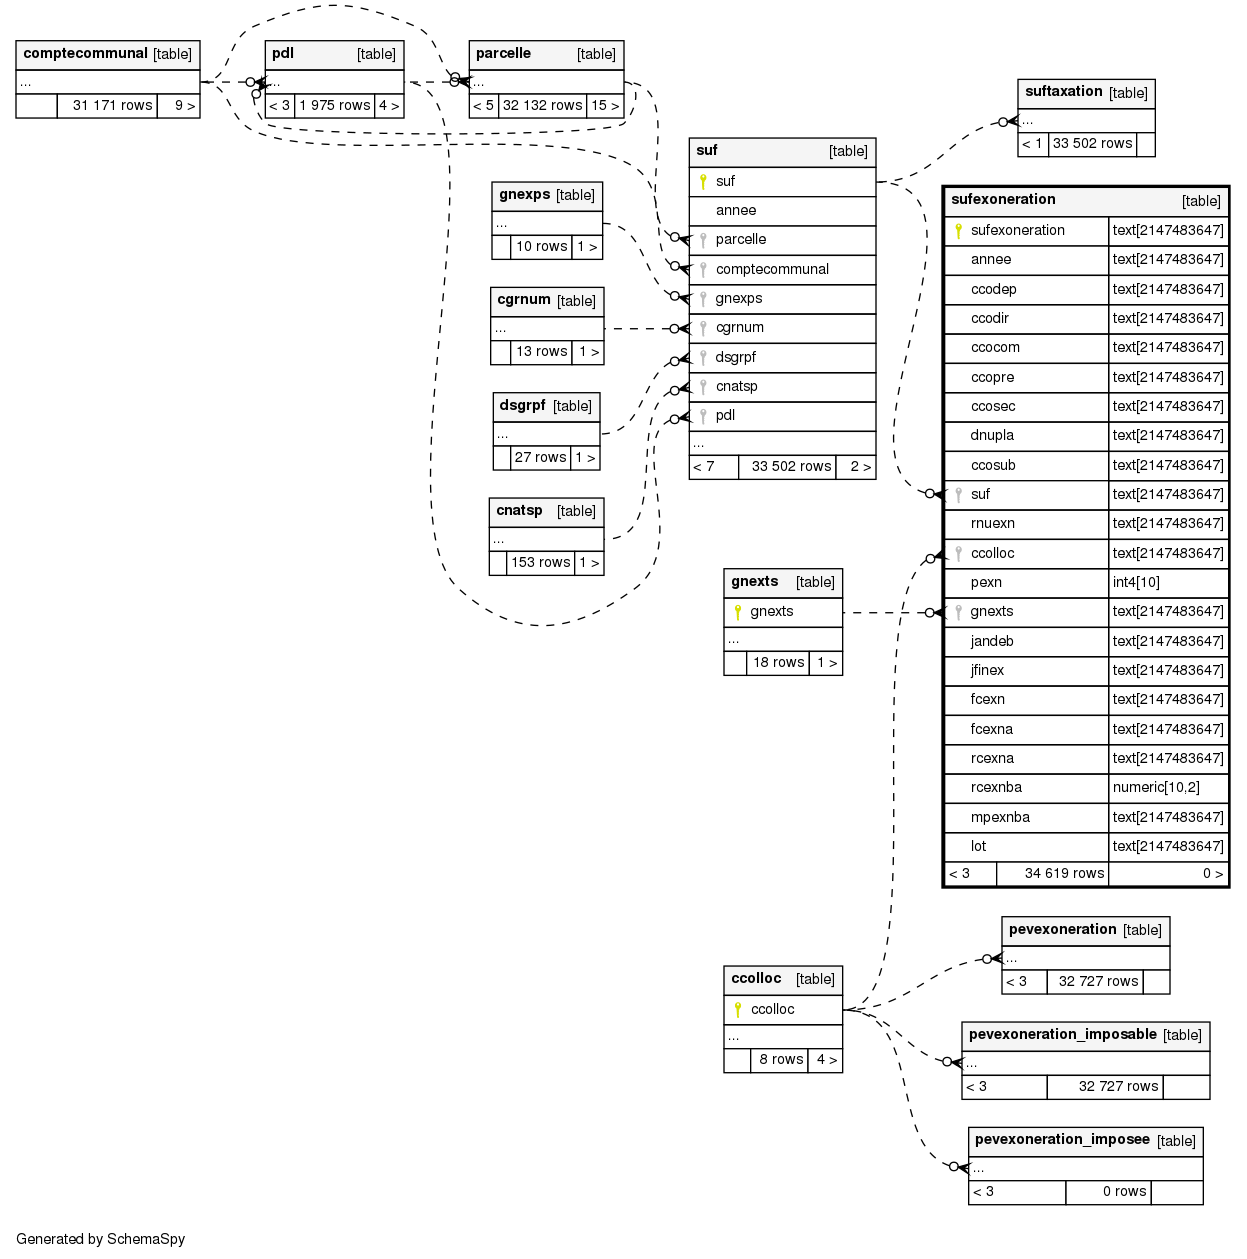 comptecommunal [table]
...
31 171 rows 9 >
pdl [table]
...
< 3 1 975 rows 4 >
parcelle [table]
...
< 5 32 132 rows 15 >
suftaxation [table]
...
< 1 33 502 rows
suf [table]
suf
annee
parcelle
comptecommunal
gnexps
cgrnum
dsgrpf
cnatsp
pdl
...
< 7 33 502 rows 2 >
gnexps [table]
...
10 rows 1 >
cgrnum [table]
...
13 rows 1 >
dsgrpf [table]
...
27 rows 1 >
cnatsp [table]
...
153 rows 1 >
sufexoneration [table]
sufexoneration text[2147483647]
annee text[2147483647]
ccodep text[2147483647]
ccodir text[2147483647]
ccocom text[2147483647]
ccopre text[2147483647]
ccosec text[2147483647]
dnupla text[2147483647]
ccosub text[2147483647]
suf text[2147483647]
rnuexn text[2147483647]
ccolloc text[2147483647]
pexn int4[10]
gnexts text[2147483647]
jandeb text[2147483647]
jfinex text[2147483647]
fcexn text[2147483647]
fcexna text[2147483647]
rcexna text[2147483647]
rcexnba numeric[10,2]
mpexnba text[2147483647]
lot text[2147483647]
< 3 34 619 rows 0 >
gnexts [table]
gnexts
...
18 rows 1 >
ccolloc [table]
ccolloc
...
8 rows 4 >
pevexoneration [table]
...
< 3 32 727 rows
pevexoneration_imposable [table]
...
< 3 32 727 rows
pevexoneration_imposee [table]
...
< 3 0 rows
Generated by SchemaSpy